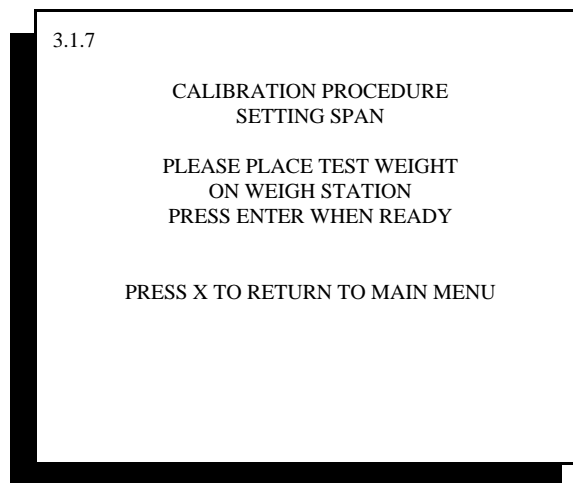 3.1.7
CALIBRATION PROCEDURE
SETTING SPAN
PLEASE PLACE TEST WEIGHT
ON WEIGH STATION
PRESS ENTER WHEN READY
PRESS X TO RETURN TO MAIN MENU